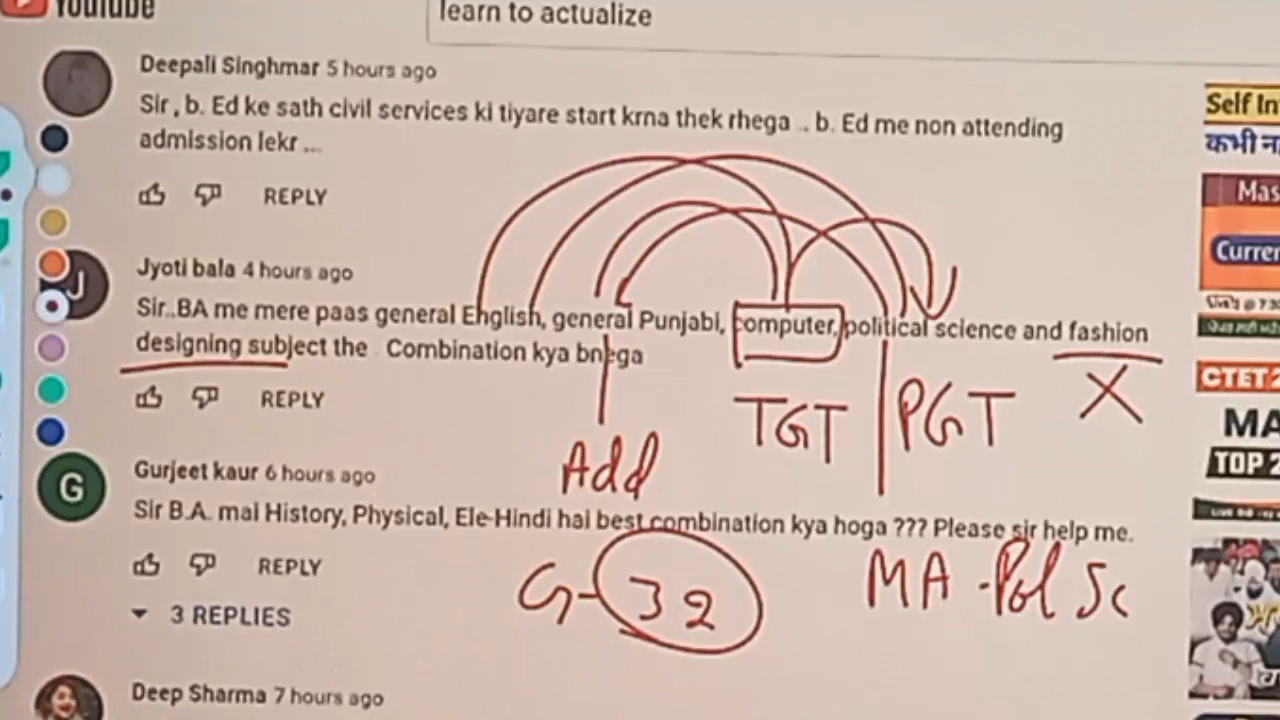 YouTube
learn to actualize
Deepali Singhmar 5 hours ago
Sir , b. Ed ke sath civil services ki tiyare start krna thek rhega .. b. Ed me non attending
admission lekr ...
REPLY
J
Jyoti bala 4 hours ago
Sir..BA me mere paas general English, general Punjabi, computer, political science and fashion
designing subject the Combination kya bnega
REPLY
TGT PGT X
Add
G
Gurjeet kaur 6 hours ago
Sir B.A. mai History, Physical, Ele-Hindi hai best combination kya hoga ??? Please sir help me.
G-32
MA-Pol Sc
REPLY
3 REPLIES
Deep Sharma 7 hours ago
Self In
कभी न
Mas
Curre
CTET 2
MA
TOP 2